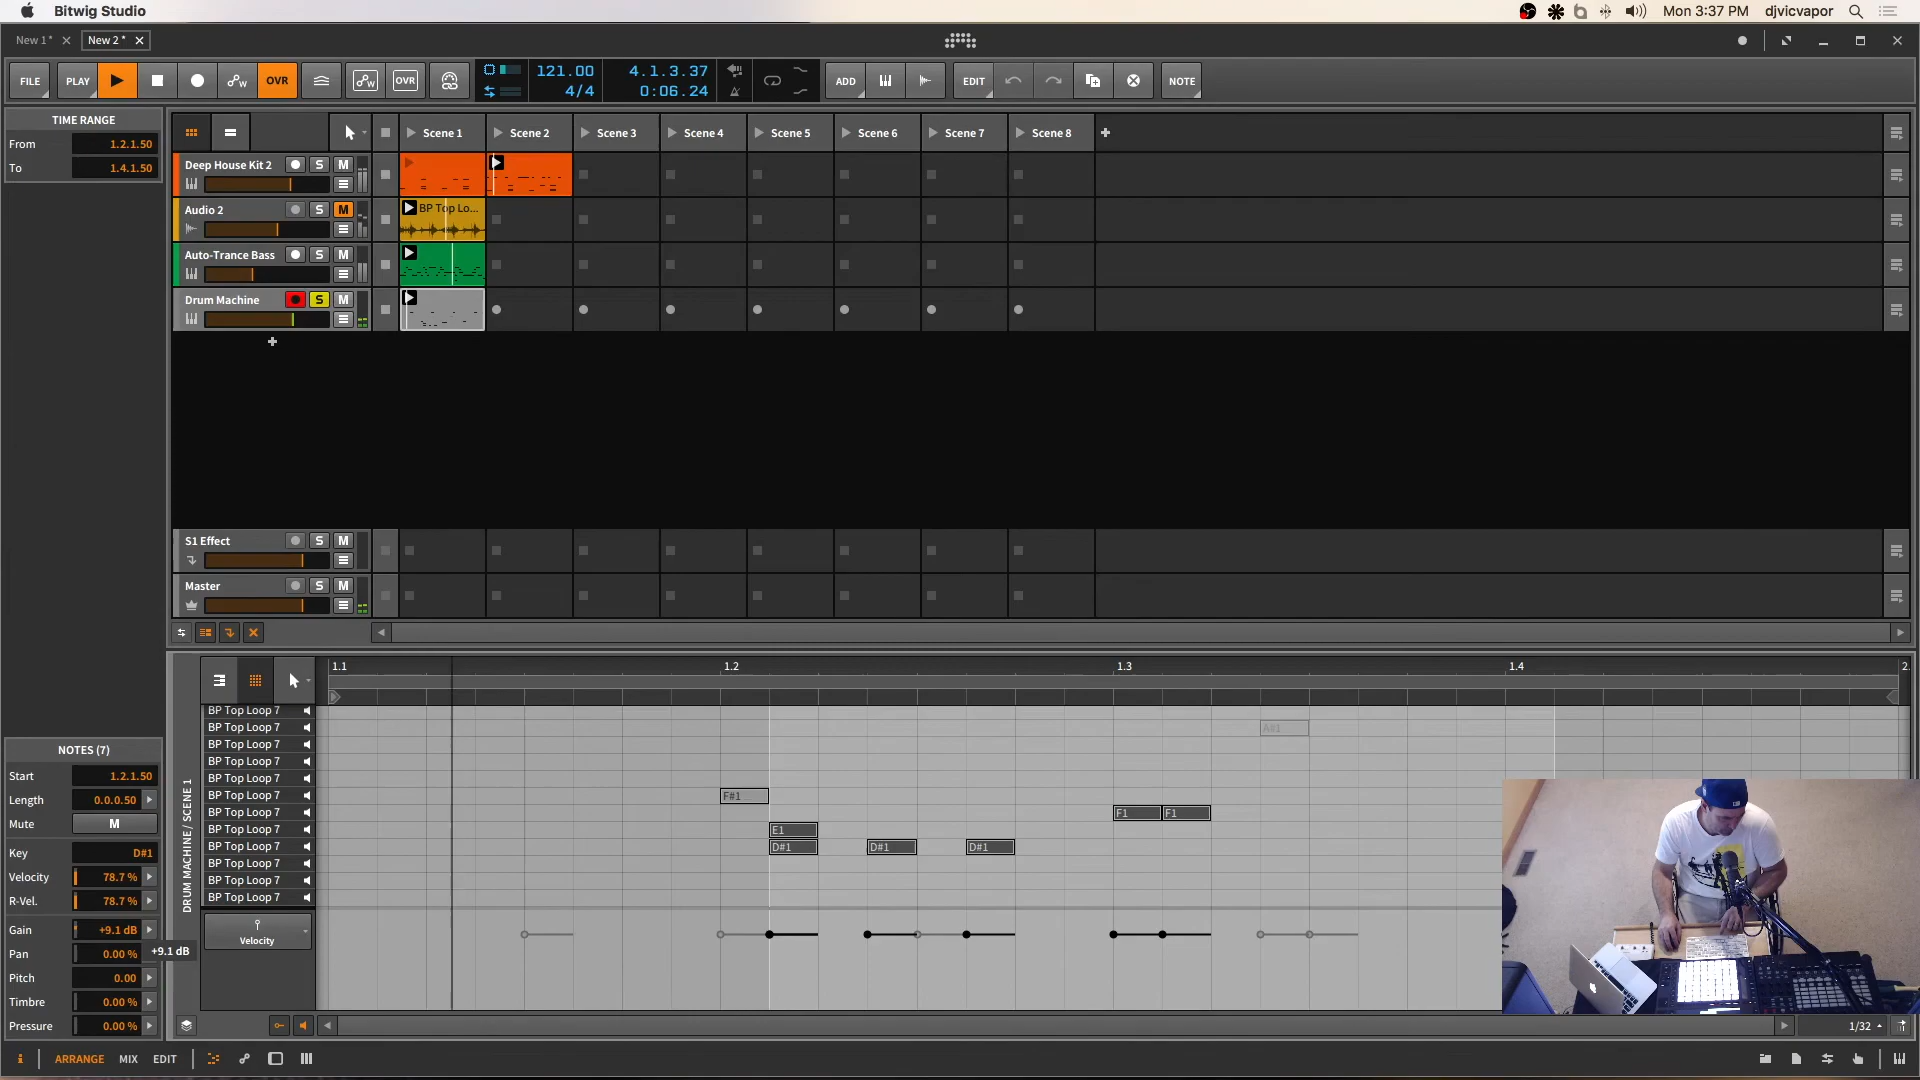 Bitwig Studio
Mon 3:37 PM djvicvapor
New 1 *
New 2 *
FILE PLAY OVR OVR
121.00 4.1.3.37
4/4 0:06.24
ADD EDIT NOTE
TIME RANGE
From 1.2.1.50
To 1.4.1.50
Scene 1 Scene 2 Scene 3 Scene 4 Scene 5 Scene 6 Scene 7 Scene 8
Deep House Kit 2 S M
Audio 2 S M BP Top Lo...
Auto-Trance Bass S M
Drum Machine S M
S1 Effect S M
Master S M
1.1 1.2 1.3 1.4 2.
DRUM MACHINE/ SCENE 1
BP Top Loop 7
BP Top Loop 7 A#1
BP Top Loop 7
BP Top Loop 7
BP Top Loop 7
BP Top Loop 7 F#1
BP Top Loop 7 F1 F1
BP Top Loop 7 E1
BP Top Loop 7 D#1 D#1 D#1
BP Top Loop 7
BP Top Loop 7
BP Top Loop 7
Velocity
NOTES (7)
Start 1.2.1.50
Length 0.0.0.50
Mute M
Key D#1
Velocity 78.7 %
R-Vel. 78.7 %
Gain +9.1 dB
+9.1 dB
Pan 0.00 %
Pitch 0.00
Timbre 0.00 %
Pressure 0.00 %
1/32
i ARRANGE MIX EDIT